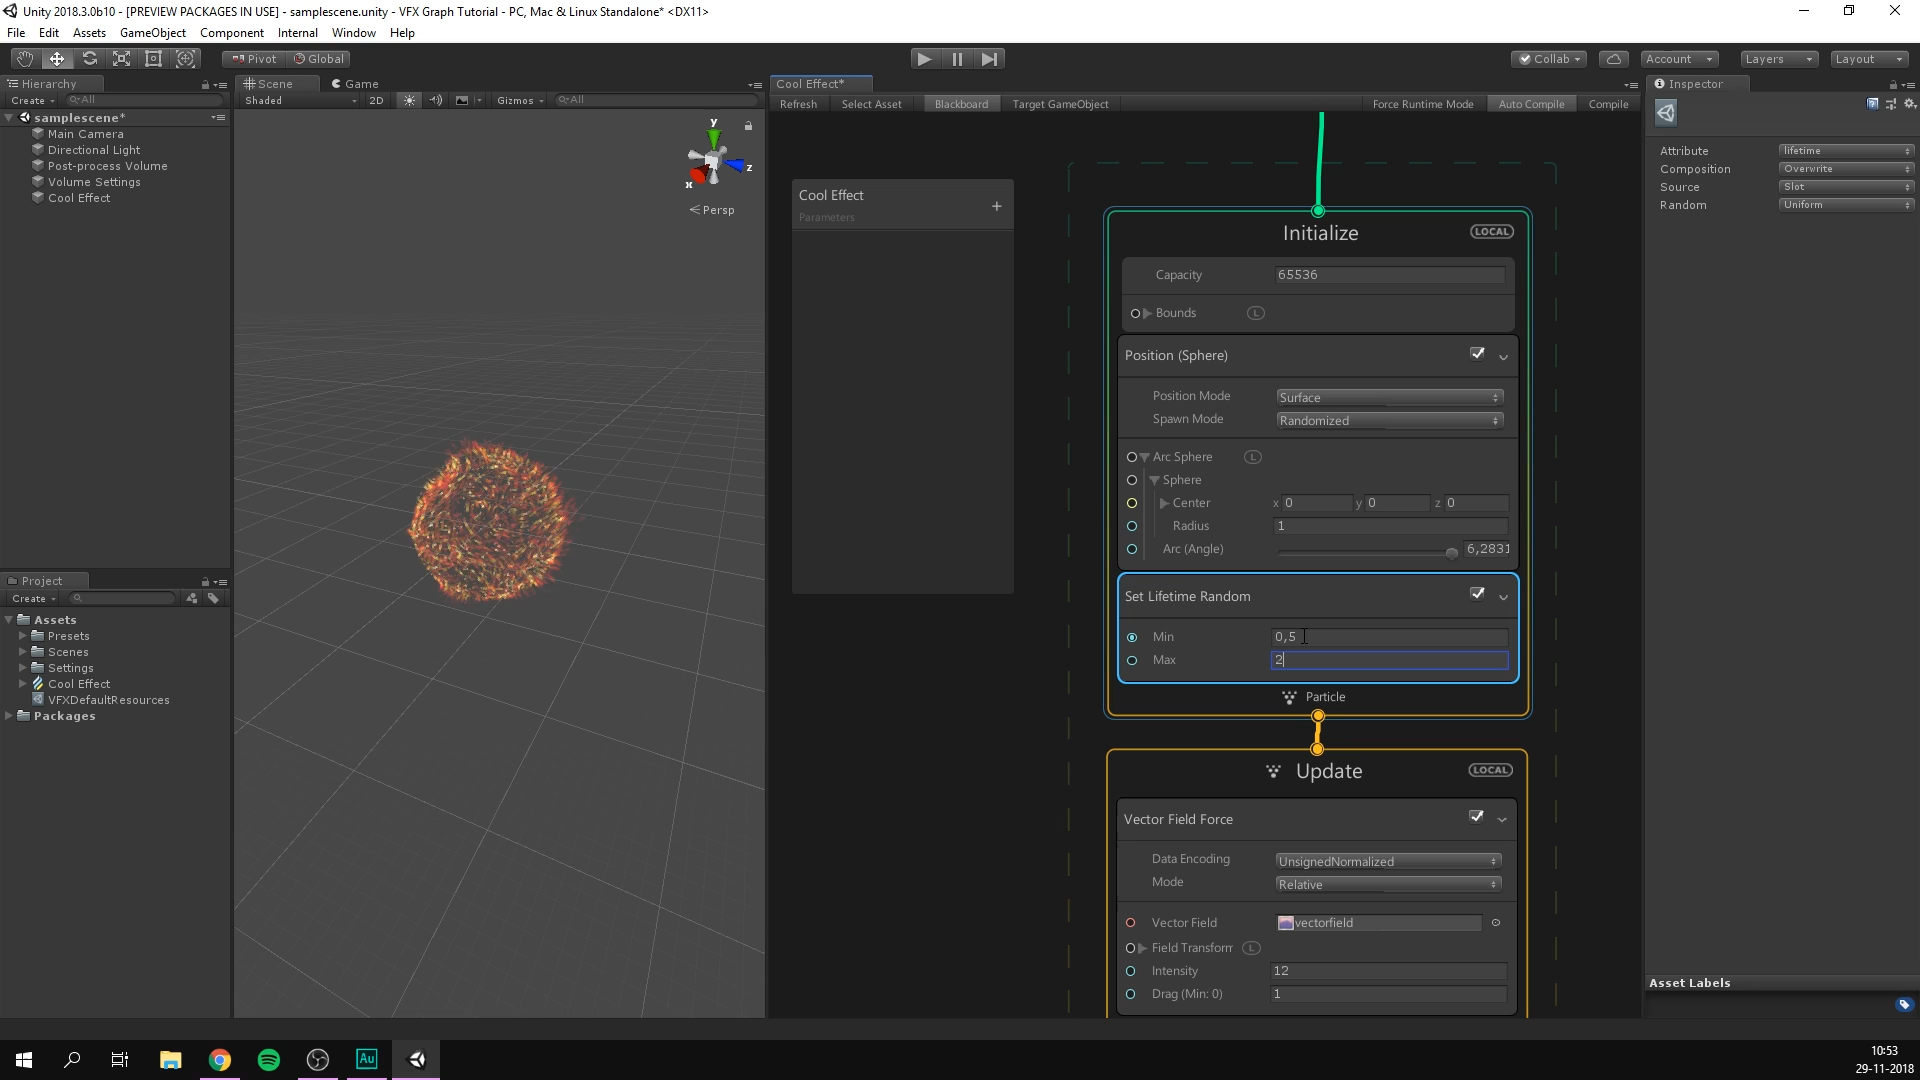 Unity 2018.3.0b10 - [PREVIEW PACKAGES IN USE] - samplescene.unity - VFX Graph Tutorial - PC, Mac & Linux Standalone* <DX11>
File Edit Assets GameObject Component Internal Window Help
Pivot Global Collab Account Layers Layout
Hierarchy
Create All
samplescene*
Main Camera
Directional Light
Post-process Volume
Volume Settings
Cool Effect
Project
Create
Assets
Presets
Scenes
Settings
Cool Effect
VFXDefaultResources
Packages
Scene Game
Shaded 2D Gizmos All
y
z
x
Persp
Cool Effect*
Refresh Select Asset Blackboard Target GameObject Force Runtime Mode Auto Compile Compile
Cool Effect
Parameters
+
Initialize LOCAL
Capacity 65536
Bounds L
Position (Sphere)
Position Mode Surface
Spawn Mode Randomized
Arc Sphere L
Sphere
Center x 0 y 0 z 0
Radius 1
Arc (Angle) 6,2831
Set Lifetime Random
Min 0,5
Max 2
Particle
Update LOCAL
Vector Field Force
Data Encoding UnsignedNormalized
Mode Relative
Vector Field vectorfield
Field Transform L
Intensity 12
Drag (Min: 0) 1
Inspector
Attribute lifetime
Composition Overwrite
Source Slot
Random Uniform
Asset Labels
Au
10:53
29-11-2018